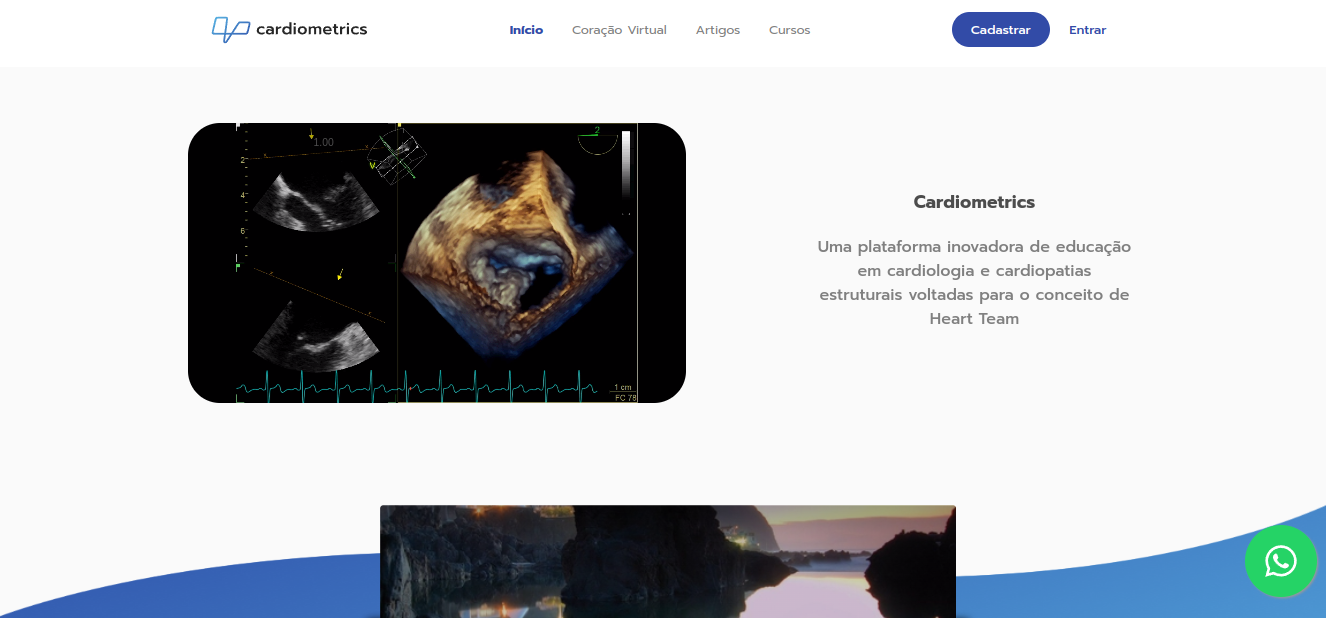 cardiometrics
Início
Coração Virtual
Artigos
Cursos
Cadastrar
Entrar
1.00
2
V
2
4
6
1 cm
FC 78
Cardiometrics
Uma plataforma inovadora de educação
em cardiologia e cardiopatias
estruturais voltadas para o conceito de
Heart Team